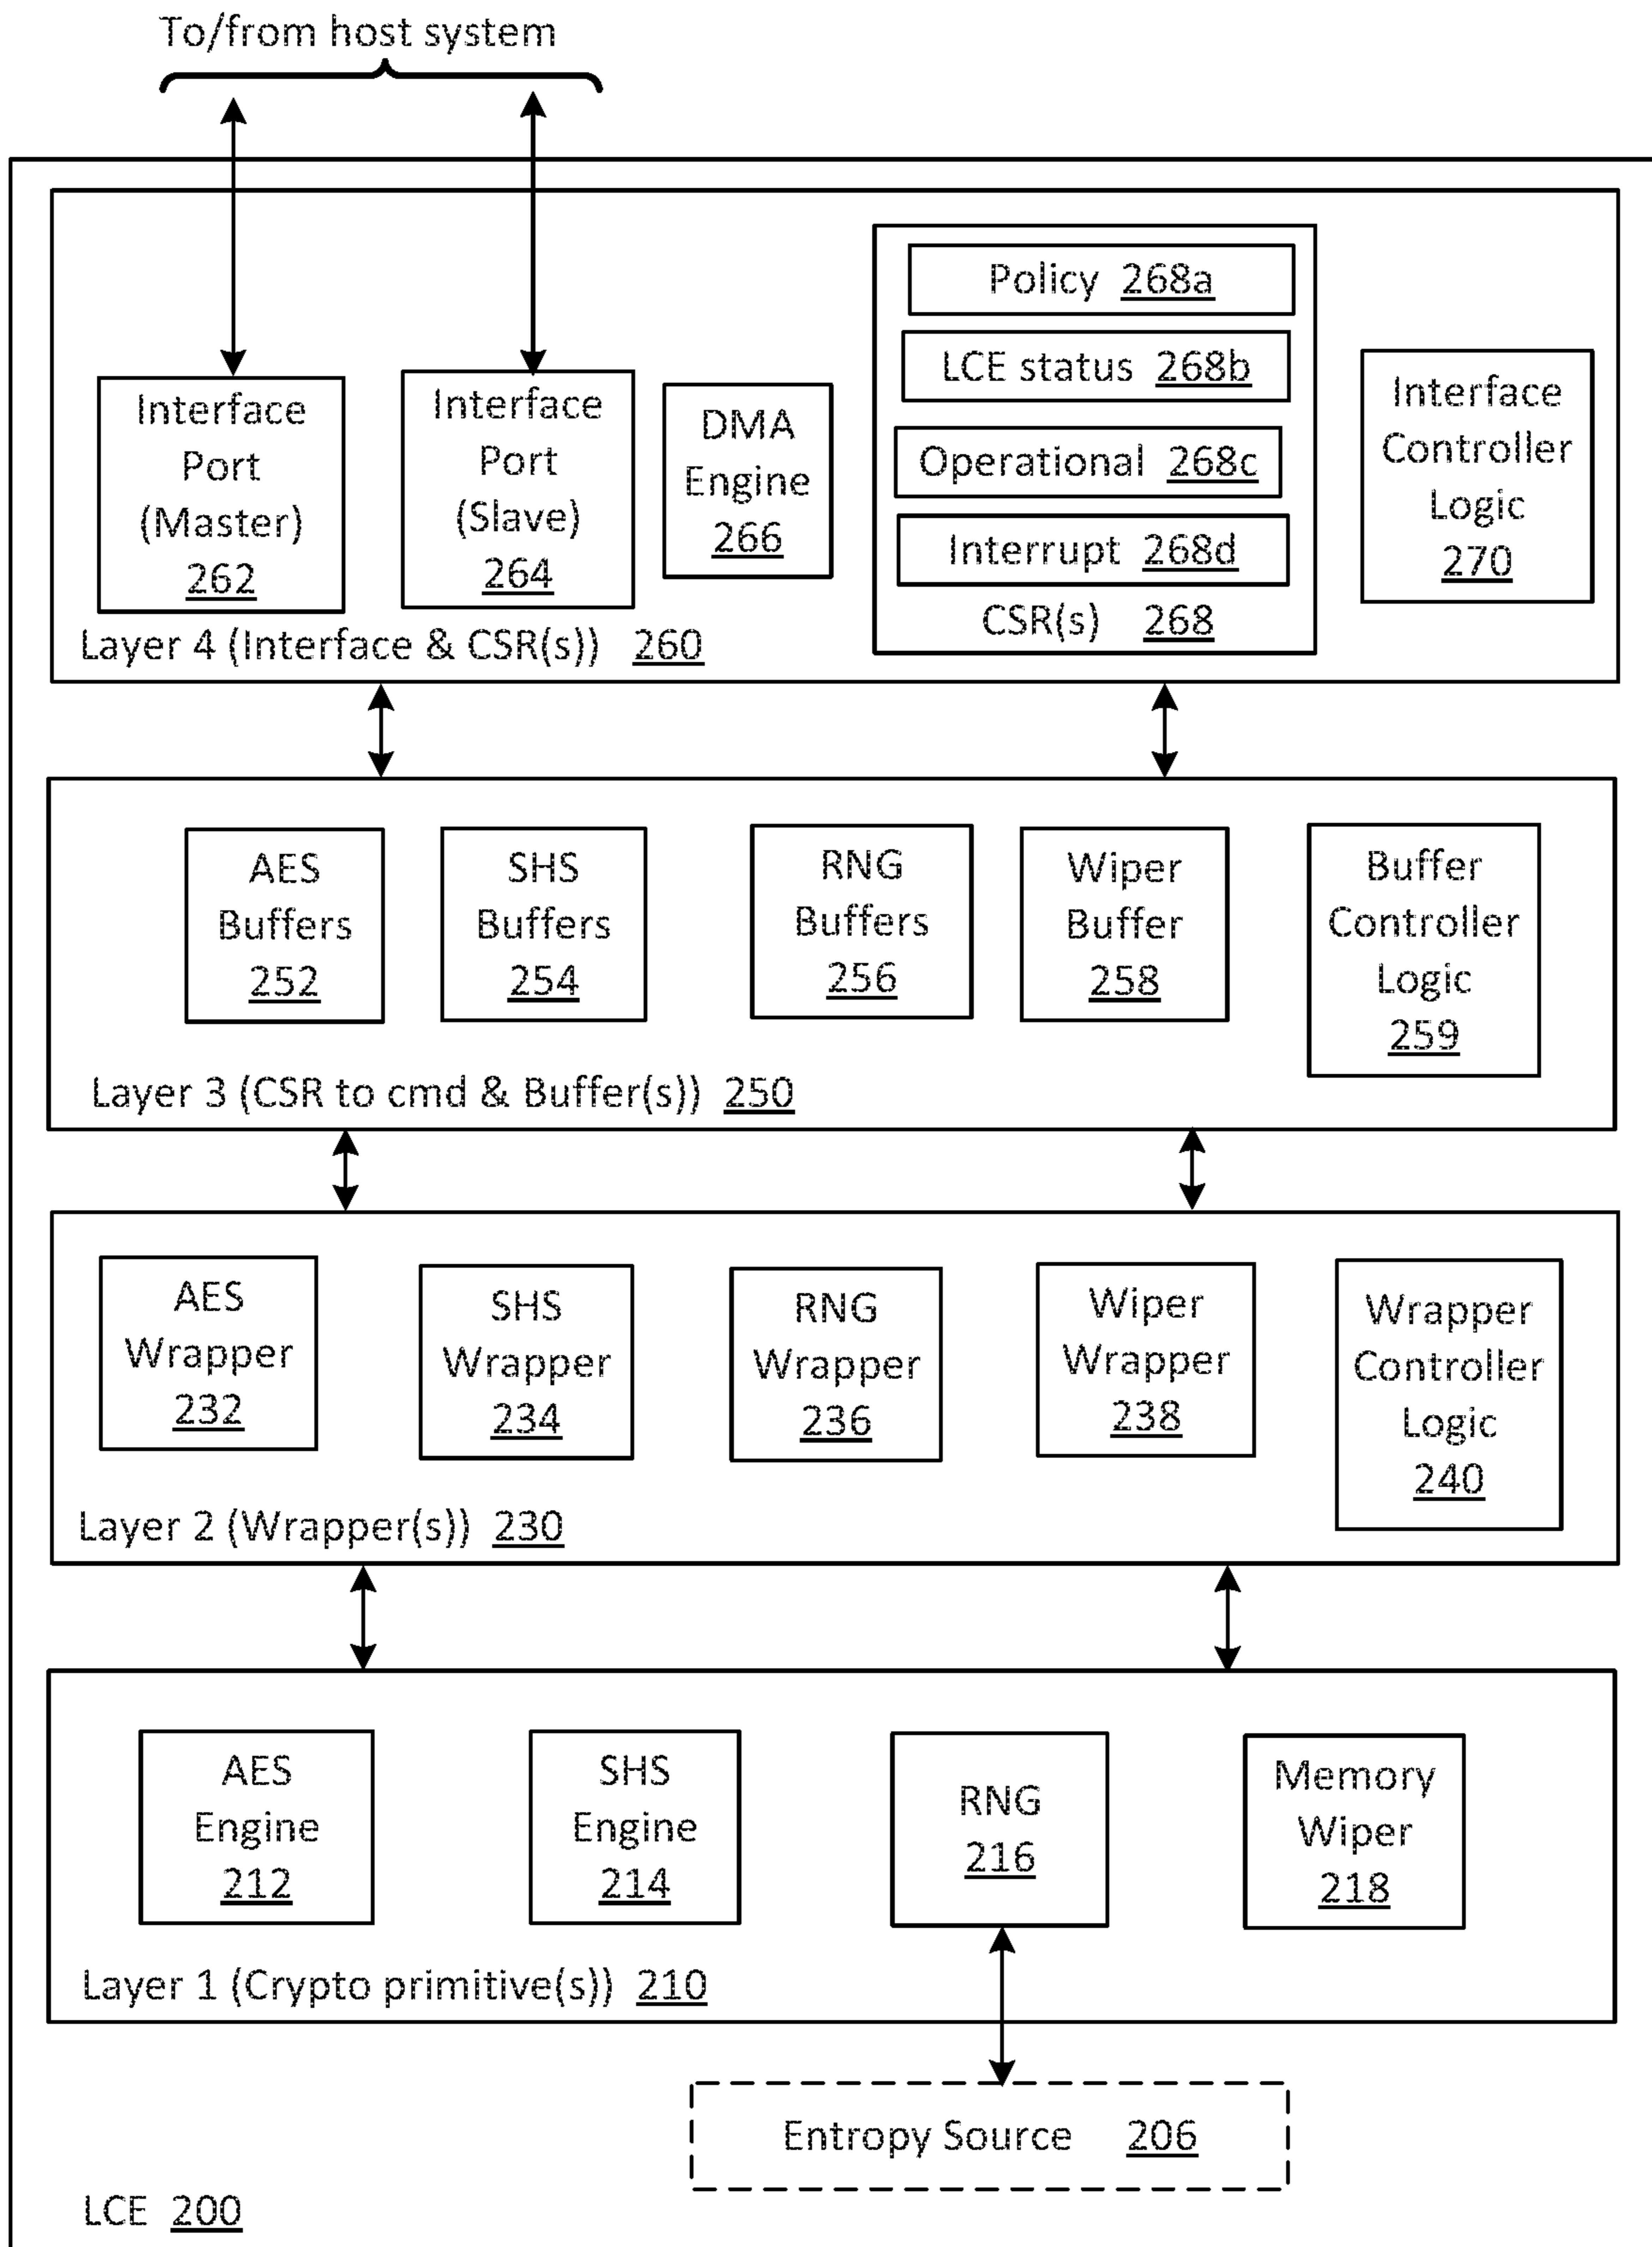 To/from host system
Interface
Port
(Master)
262
Interface
Port
(Slave)
264
DMA
Engine
266
Policy 268a
LCE status 268b
Operational 268c
Interrupt 268d
CSR(s) 268
Interface
Controller
Logic
270
Layer 4 (Interface & CSR(s)) 260
AES
Buffers
252
SHS
Buffers
254
RNG
Buffers
256
Wiper
Buffer
258
Buffer
Controller
Logic
259
Layer 3 (CSR to cmd & Buffer(s)) 250
AES
Wrapper
232
SHS
Wrapper
234
RNG
Wrapper
236
Wiper
Wrapper
238
Wrapper
Controller
Logic
240
Layer 2 (Wrapper(s)) 230
AES
Engine
212
SHS
Engine
214
RNG
216
Memory
Wiper
218
Layer 1 (Crypto primitive(s)) 210
Entropy Source 206
LCE 200